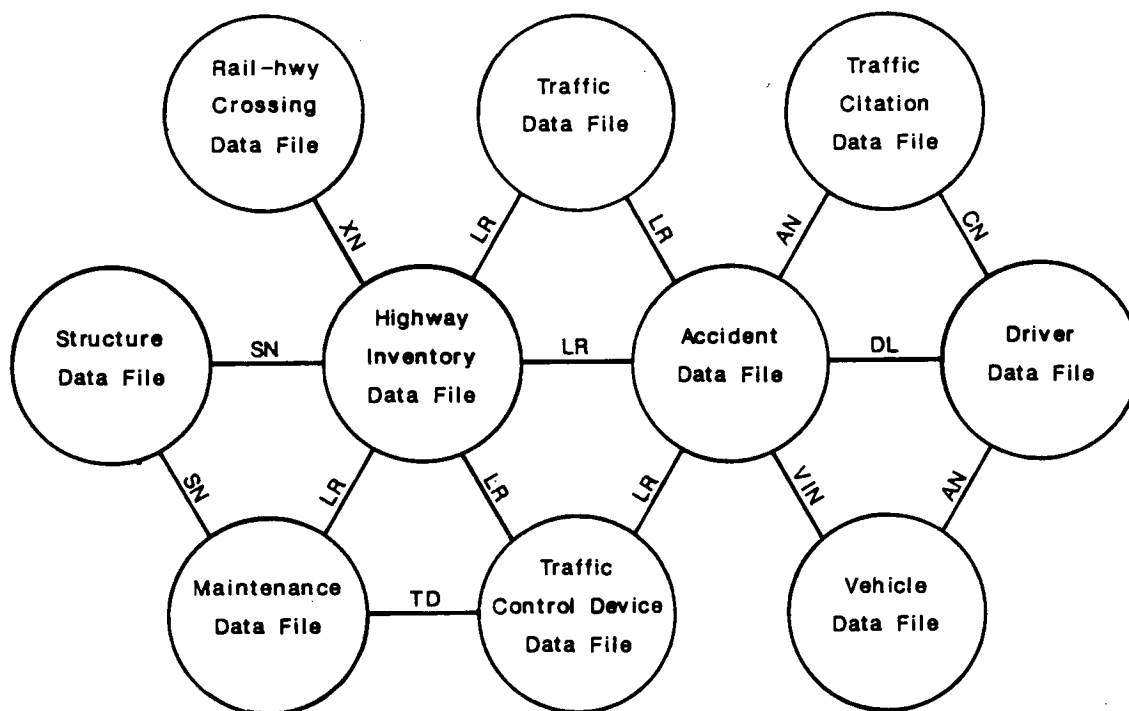 Rail-hwy
Crossing
Data File
Traffic
Data File
Traffic
Citation
Data File
XN
LR
LR
AN
CN
Structure
Data File
SN
Highway
Inventory
Data File
LR
Accident
Data File
DL
Driver
Data File
SN
LR
LR
LR
VIN
AN
Maintenance
Data File
TD
Traffic
Control Device
Data File
Vehicle
Data File